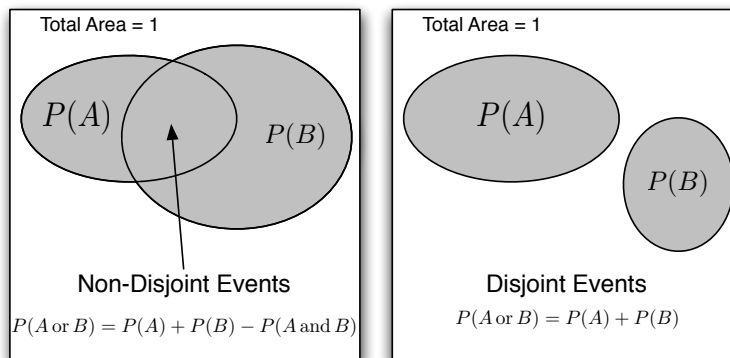 Total Area = 1
P(A)
P(B)
Non-Disjoint Events
P(A or B) = P(A) + P(B) − P(A and B)
Total Area = 1
P(A)
P(B)
Disjoint Events
P(A or B) = P(A) + P(B)